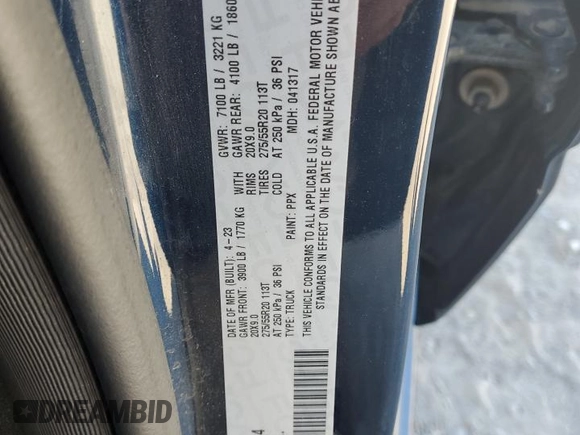 DATE OF MFR (BUILT): 4-23 GVWR: 7100 LB / 3221 KG
GAWR FRONT: 3900 LB / 1770 KG WITH GAWR REAR: 4100 LB / 1860
20X9.0 RIMS 20X9.0
275/55R20 113T TIRES 275/55R20 113T
AT 250 kPa / 36 PSI COLD AT 250 kPa / 36 PSI
TYPE: TRUCK PAINT: PPX MDH: 041317
THIS VEHICLE CONFORMS TO ALL APPLICABLE U.S.A. FEDERAL MOTOR VEHIC
STANDARDS IN EFFECT ON THE DATE OF MANUFACTURE SHOWN AB
4
DREAMBID